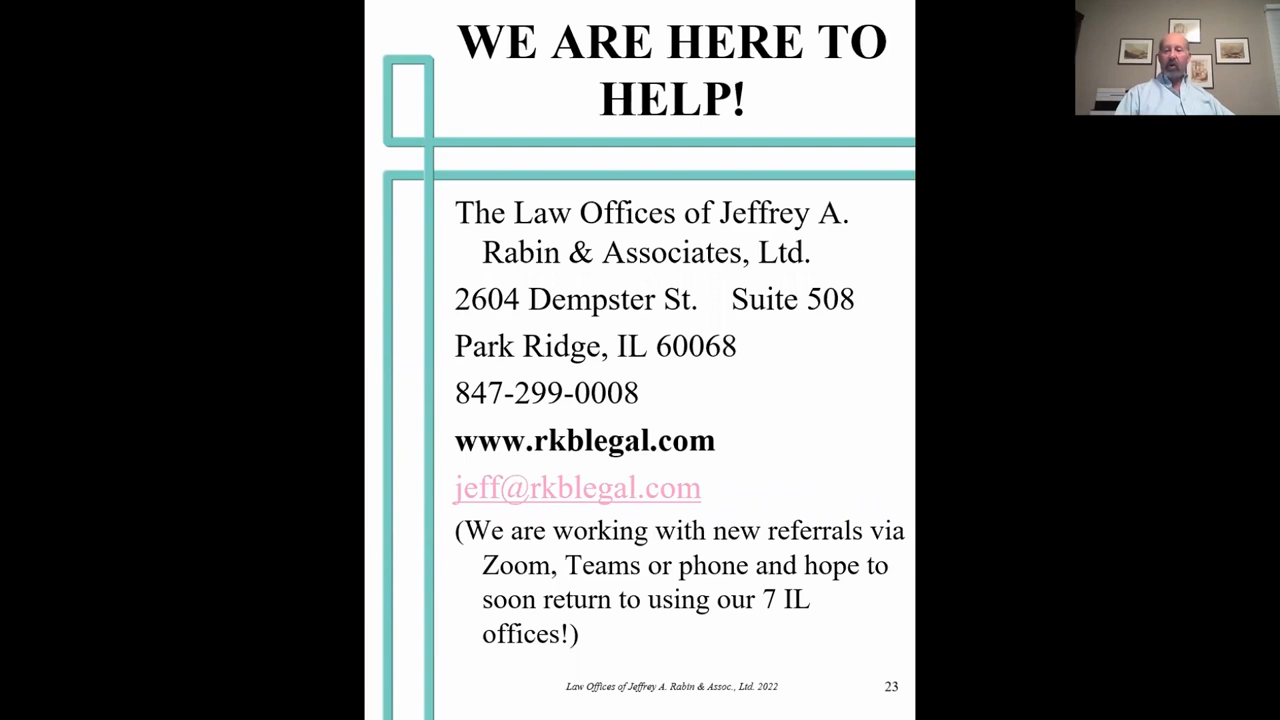 WE ARE HERE TO
HELP!
The Law Offices of Jeffrey A.
Rabin & Associates, Ltd.
2604 Dempster St. Suite 508
Park Ridge, IL 60068
847-299-0008
www.rkblegal.com
jeff@rkblegal.com
(We are working with new referrals via
Zoom, Teams or phone and hope to
soon return to using our 7 IL
offices!)
Law Offices of Jeffrey A. Rabin & Assoc., Ltd. 2022
23